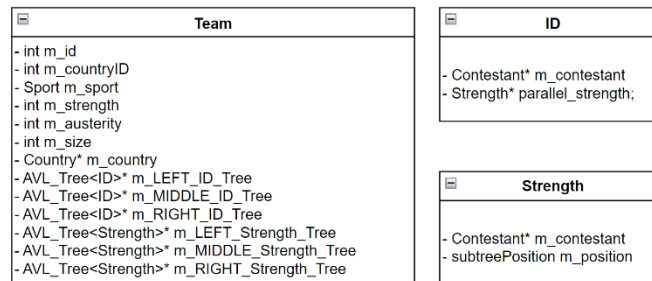 Team
- int m_id
- int m_countryID
- Sport m_sport
- int m_strength
- int m_austerity
- int m_size
- Country* m_country
- AVL_Tree<ID>* m_LEFT_ID_Tree
- AVL_Tree<ID>* m_MIDDLE_ID_Tree
- AVL_Tree<ID>* m_RIGHT_ID_Tree
- AVL_Tree<Strength>* m_LEFT_Strength_Tree
- AVL_Tree<Strength>* m_MIDDLE_Strength_Tree
- AVL_Tree<Strength>* m_RIGHT_Strength_Tree
ID
- Contestant* m_contestant
- Strength* parallel_strength;
Strength
- Contestant* m_contestant
- subtreePosition m_position